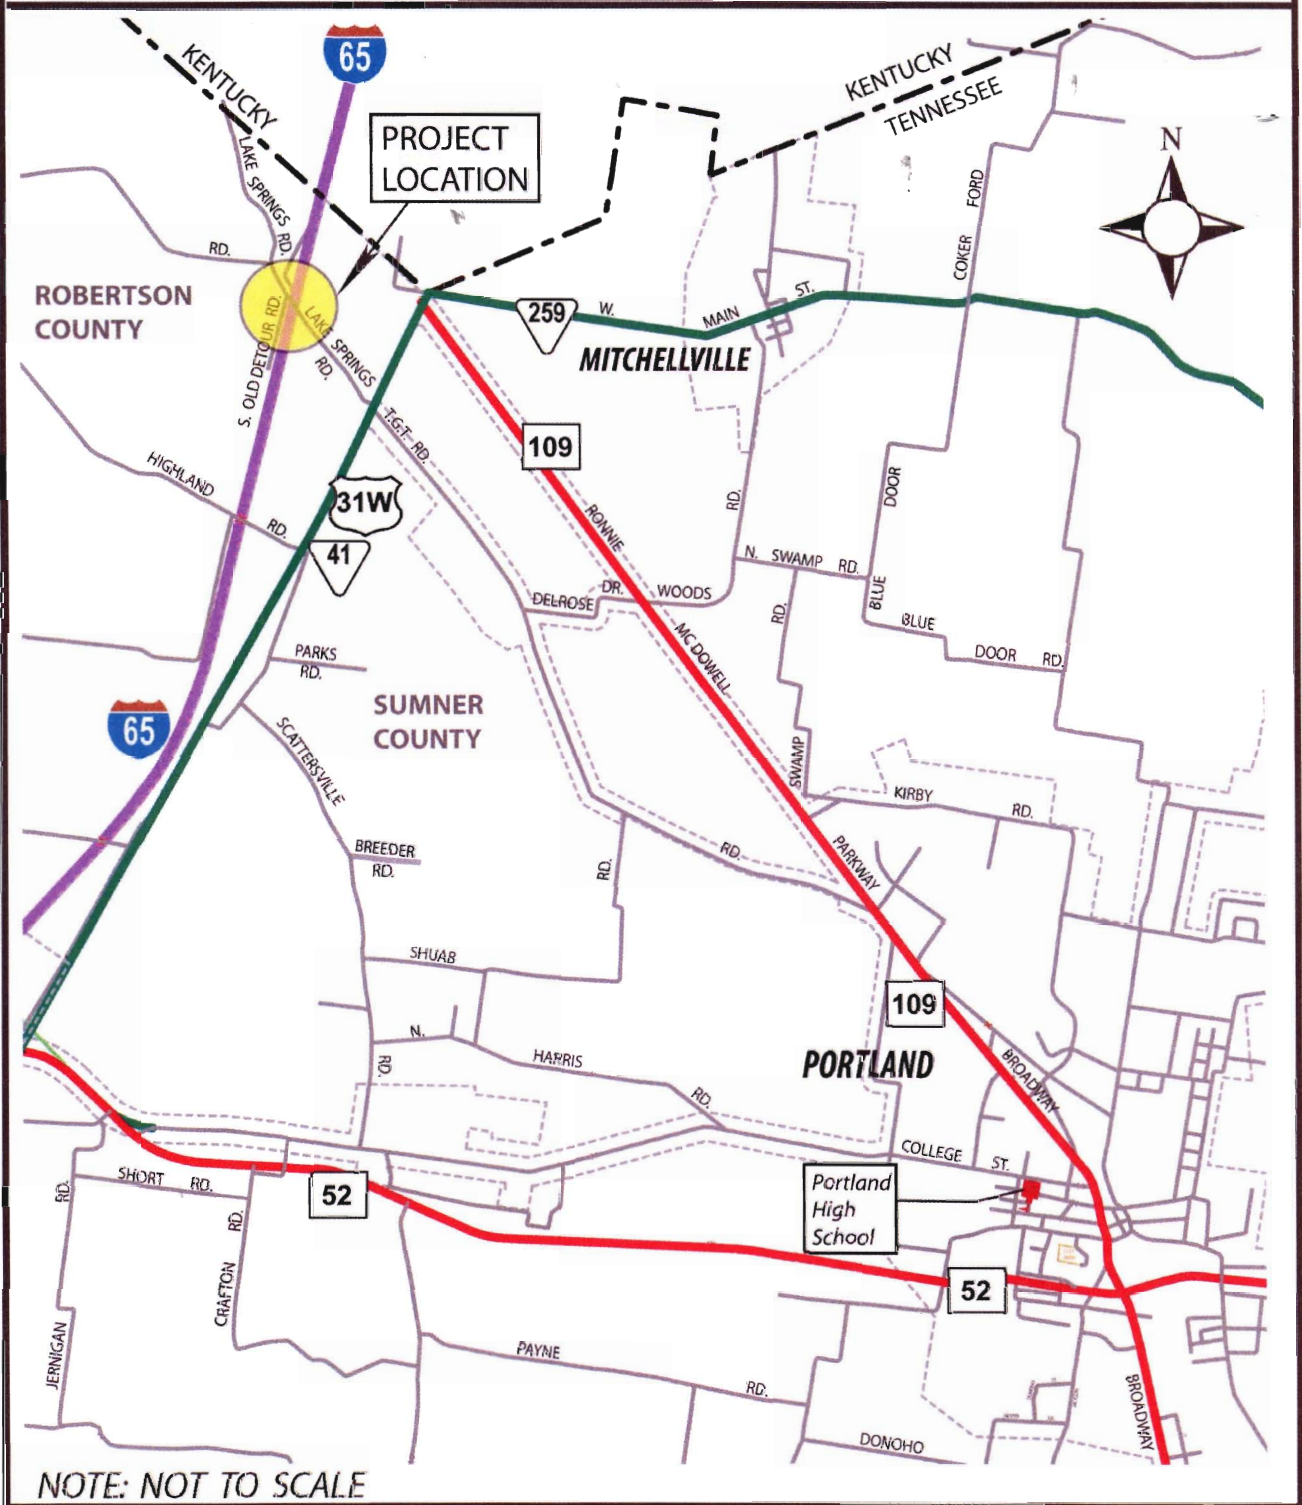 65
KENTUCKY
KENTUCKY
TENNESSEE
PROJECT
LOCATION
N
LAKE SPRINGS RD.
COKER FORD
RD.
ROBERTSON
COUNTY
S. OLD DETOUR RD.
LAKE SPRINGS
RD.
259
W. MAIN ST.
MITCHELLVILLE
T.G.T. RD.
109
HIGHLAND RD.
31W
41
RONNIE
RD.
DOOR
N. SWAMP RD.
BLUE
DELROSE DR.
WOODS
RD.
BLUE
DOOR RD.
MC DOWELL
PARKS
RD.
SUMNER
COUNTY
65
SCATTERSVILLE
SWAMP
KIRBY RD.
PARKWAY
BREEDER
RD.
RD.
RD.
SHUAB
109
N. HARRIS RD.
RD.
PORTLAND
BROADWAY
COLLEGE ST.
SHORT RD.
RD.
RD.
52
Portland
High
School
CRAFTON
52
JERNIGAN
PAYNE RD.
BROADWAY
DONOHO
NOTE: NOT TO SCALE